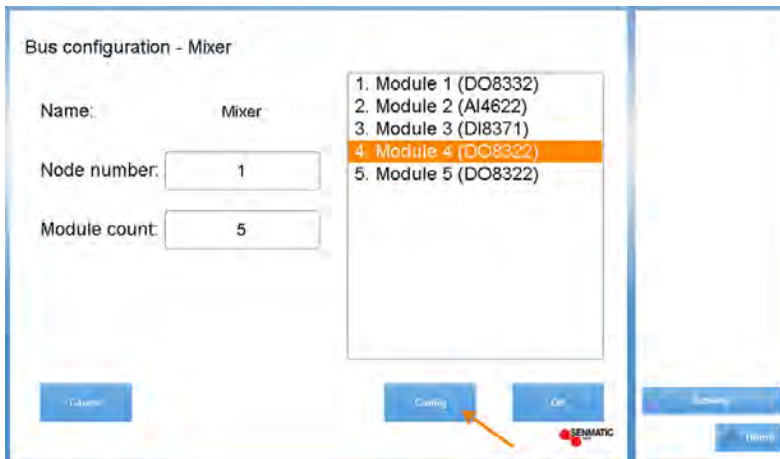 Bus configuration - Mixer
Name: Mixer
Node number: 1
Module count: 5
1. Module 1 (DO8332)
2. Module 2 (AI4622)
3. Module 3 (DI8371)
4. Module 4 (DO8322)
5. Module 5 (DO8322)
Config
SENMATIC
Home